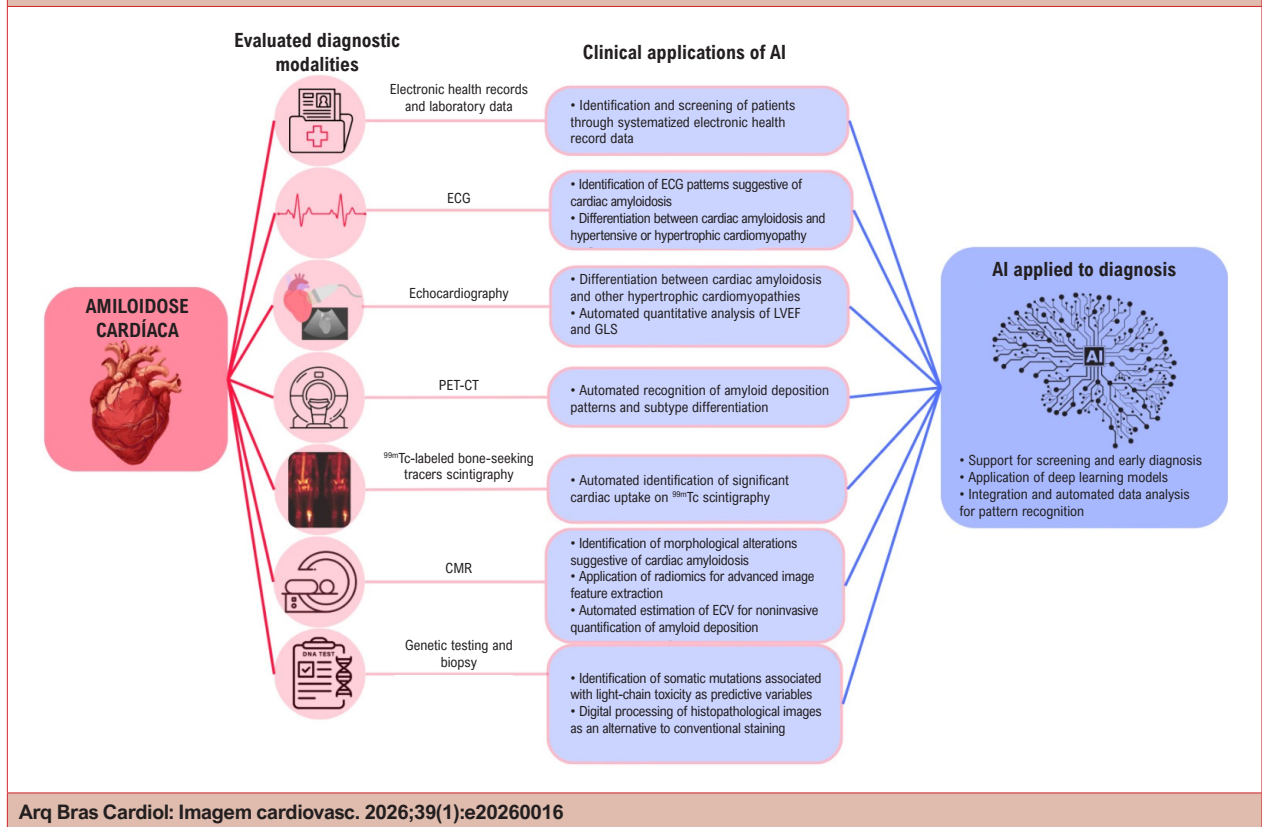 Evaluated diagnostic
modalities
Clinical applications of AI
AMILOIDOSE
CARDÍACA
Electronic health records
and laboratory data
• Identification and screening of patients
through systematized electronic health
record data
ECG
• Identification of ECG patterns suggestive of
cardiac amyloidosis
• Differentiation between cardiac amyloidosis and
hypertensive or hypertrophic cardiomyopathy
Echocardiography
• Differentiation between cardiac amyloidosis
and other hypertrophic cardiomyopathies
• Automated quantitative analysis of LVEF
and GLS
PET-CT
• Automated recognition of amyloid deposition
patterns and subtype differentiation
⁹⁹ᵐTc-labeled bone-seeking
tracers scintigraphy
• Automated identification of significant
cardiac uptake on ⁹⁹ᵐTc scintigraphy
CMR
• Identification of morphological alterations
suggestive of cardiac amyloidosis
• Application of radiomics for advanced image
feature extraction
• Automated estimation of ECV for noninvasive
quantification of amyloid deposition
Genetic testing and
biopsy
DNA TEST
• Identification of somatic mutations associated
with light-chain toxicity as predictive variables
• Digital processing of histopathological images
as an alternative to conventional staining
AI applied to diagnosis
AI
• Support for screening and early diagnosis
• Application of deep learning models
• Integration and automated data analysis
for pattern recognition
Arq Bras Cardiol: Imagem cardiovasc. 2026;39(1):e20260016